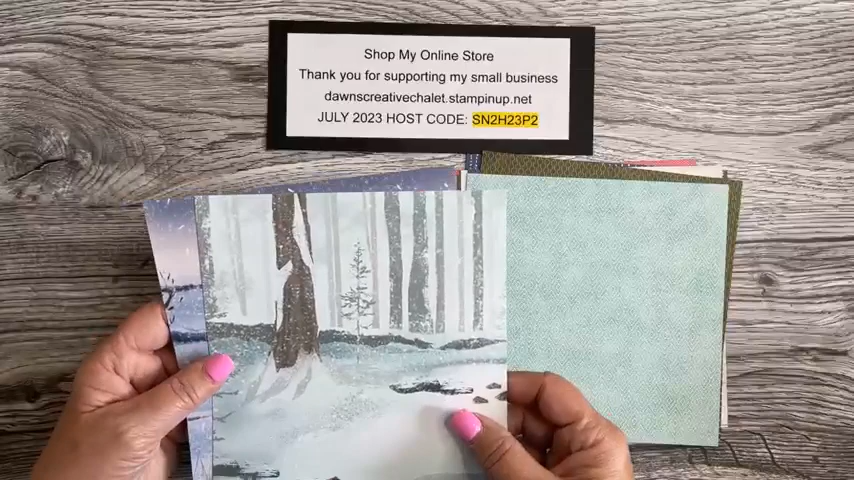 Shop My Online Store
Thank you for supporting my small business
dawnscreativechalet.stampinup.net
JULY 2023 HOST CODE: SN2H23P2